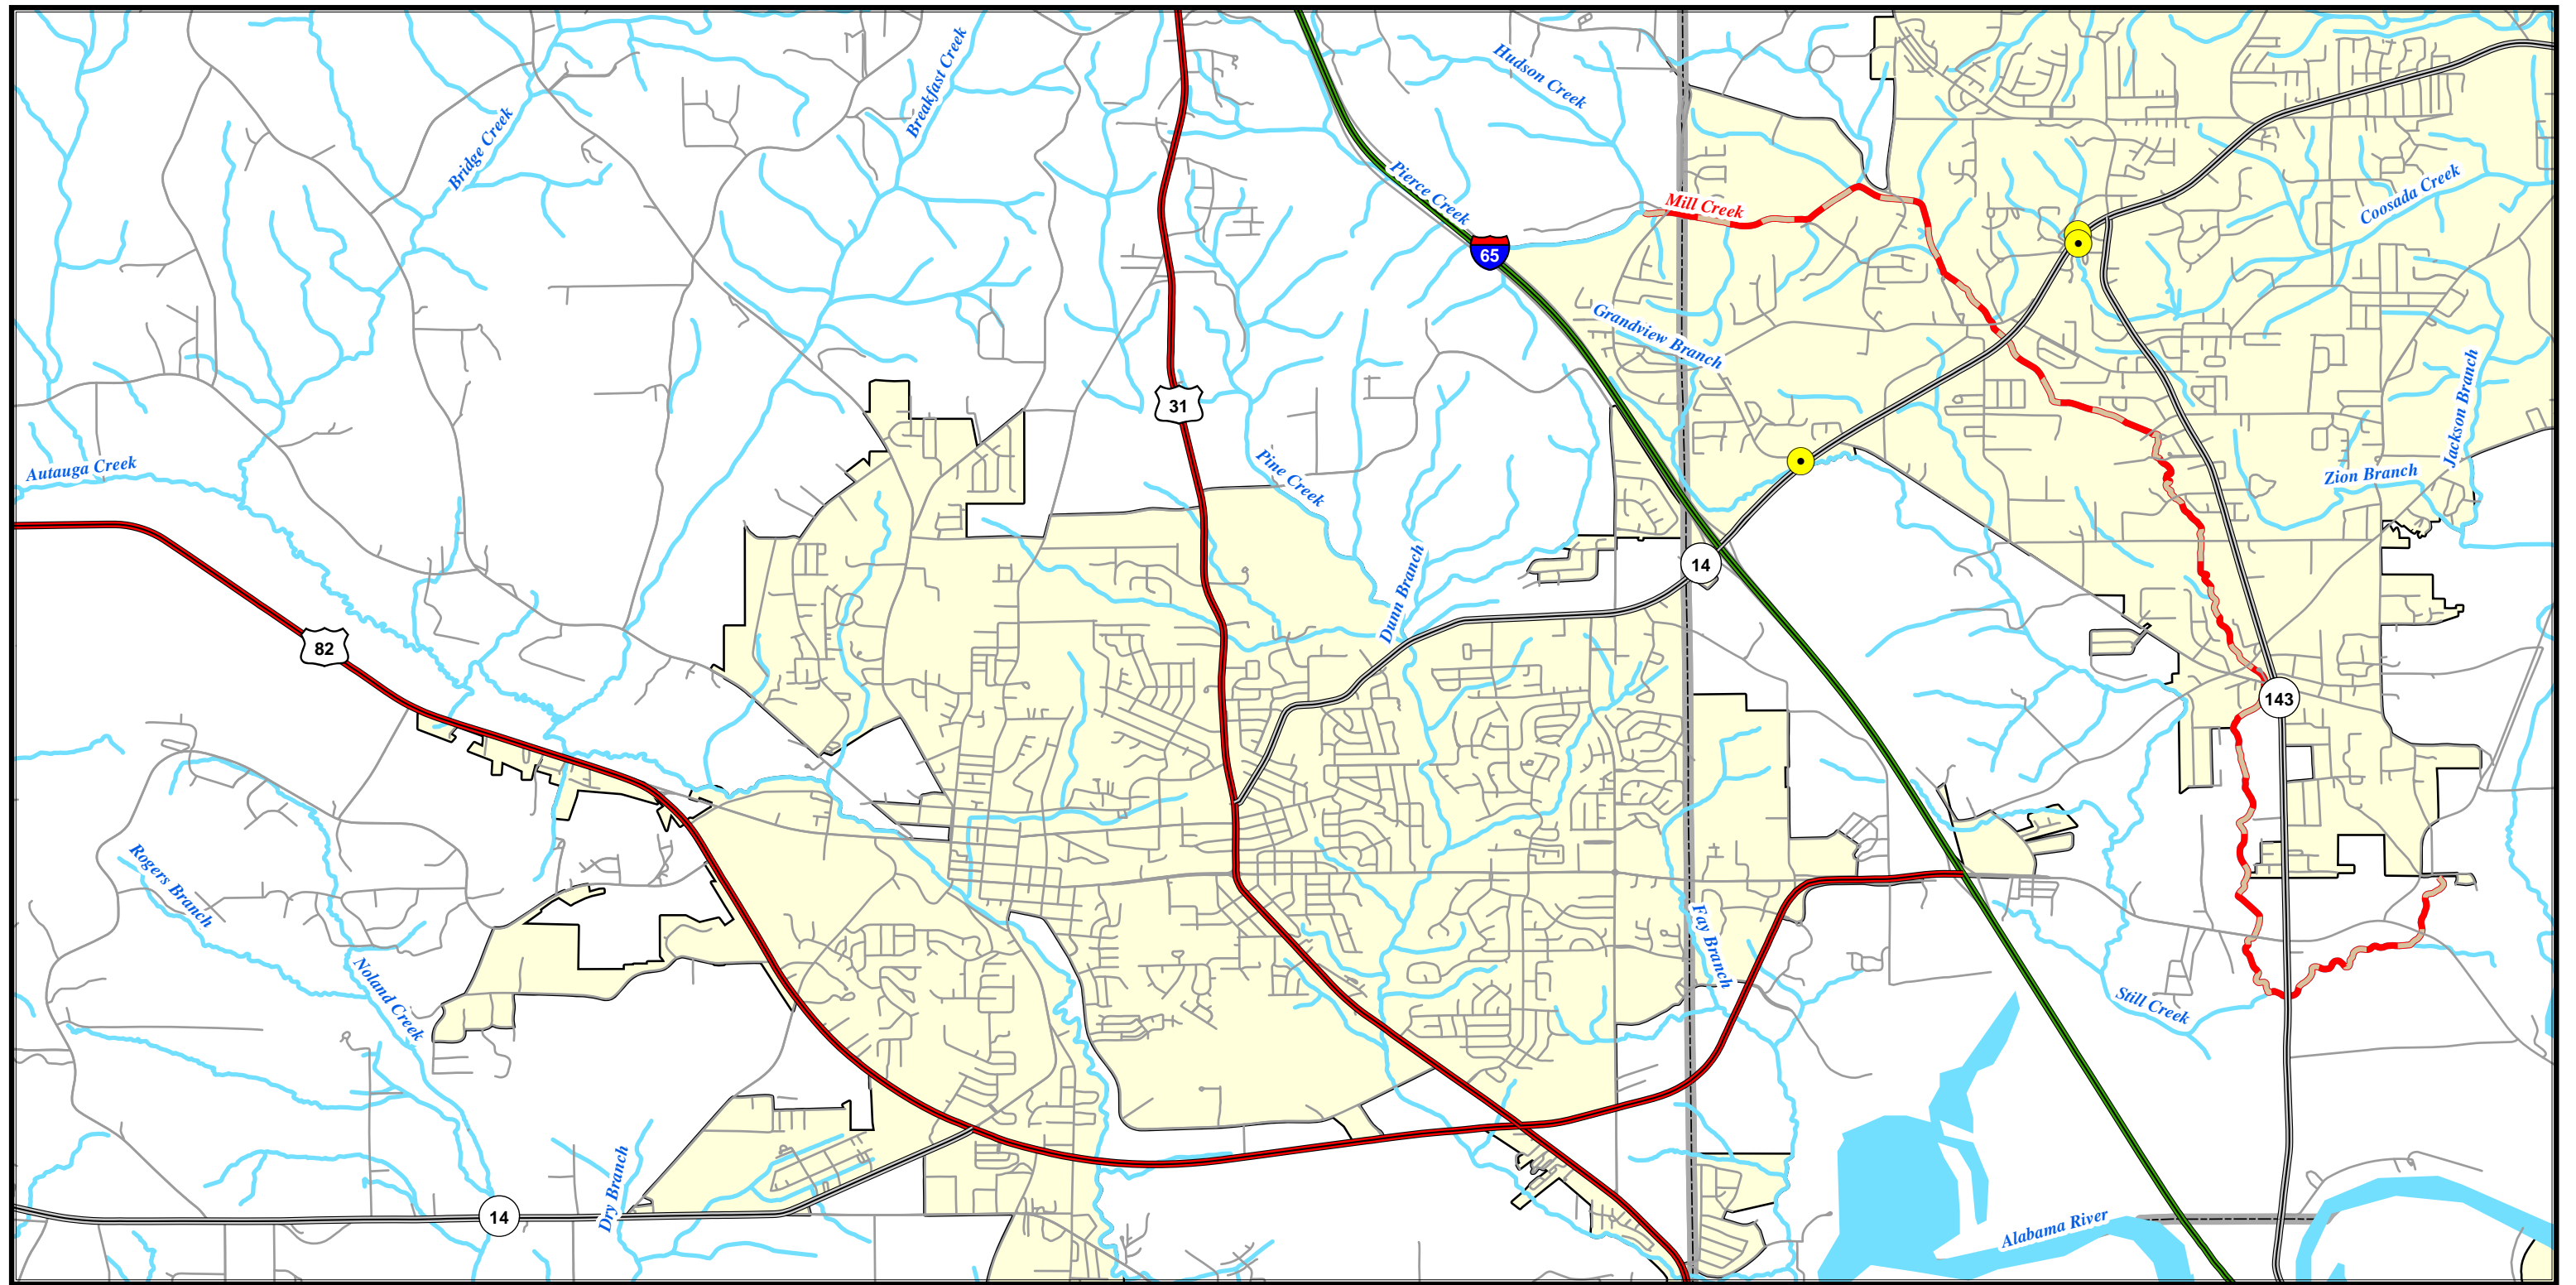 Hudson Creek
Breakfast Creek
Bridge Creek
Pierce Creek
Mill Creek
Coosada Creek
65
Grandview Branch
31
Jackson Branch
Autauga Creek
Pine Creek
Zion Branch
14
Dunn Branch
82
143
Rogers Branch
Fay Branch
Noland Creek
Still Creek
Dry Branch
14
Alabama River